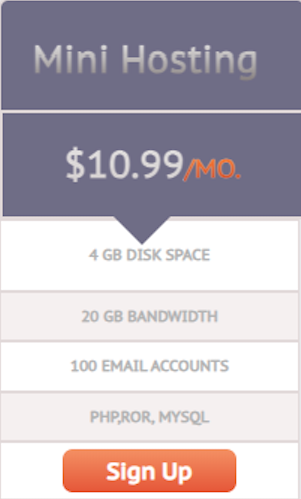 Mini Hosting
$10.99/MO.
4 GB DISK SPACE
20 GB BANDWIDTH
100 EMAIL ACCOUNTS
PHP,ROR, MYSQL
Sign Up